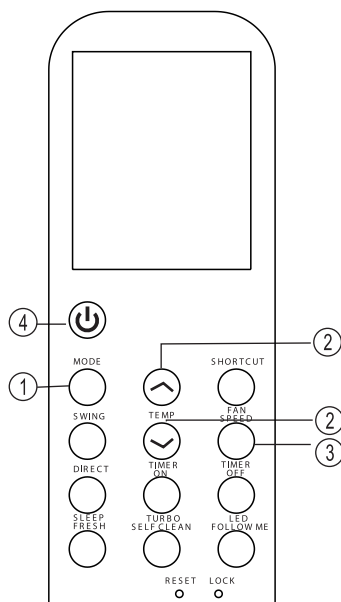 4
2
MODE
SHORTCUT
1
SWING
TEMP
FAN
SPEED
2
3
DIRECT
TIMER
ON
TIMER
OFF
SLEEP
FRESH
TURBO
SELF CLEAN
LED
FOLLOW ME
RESET
LOCK